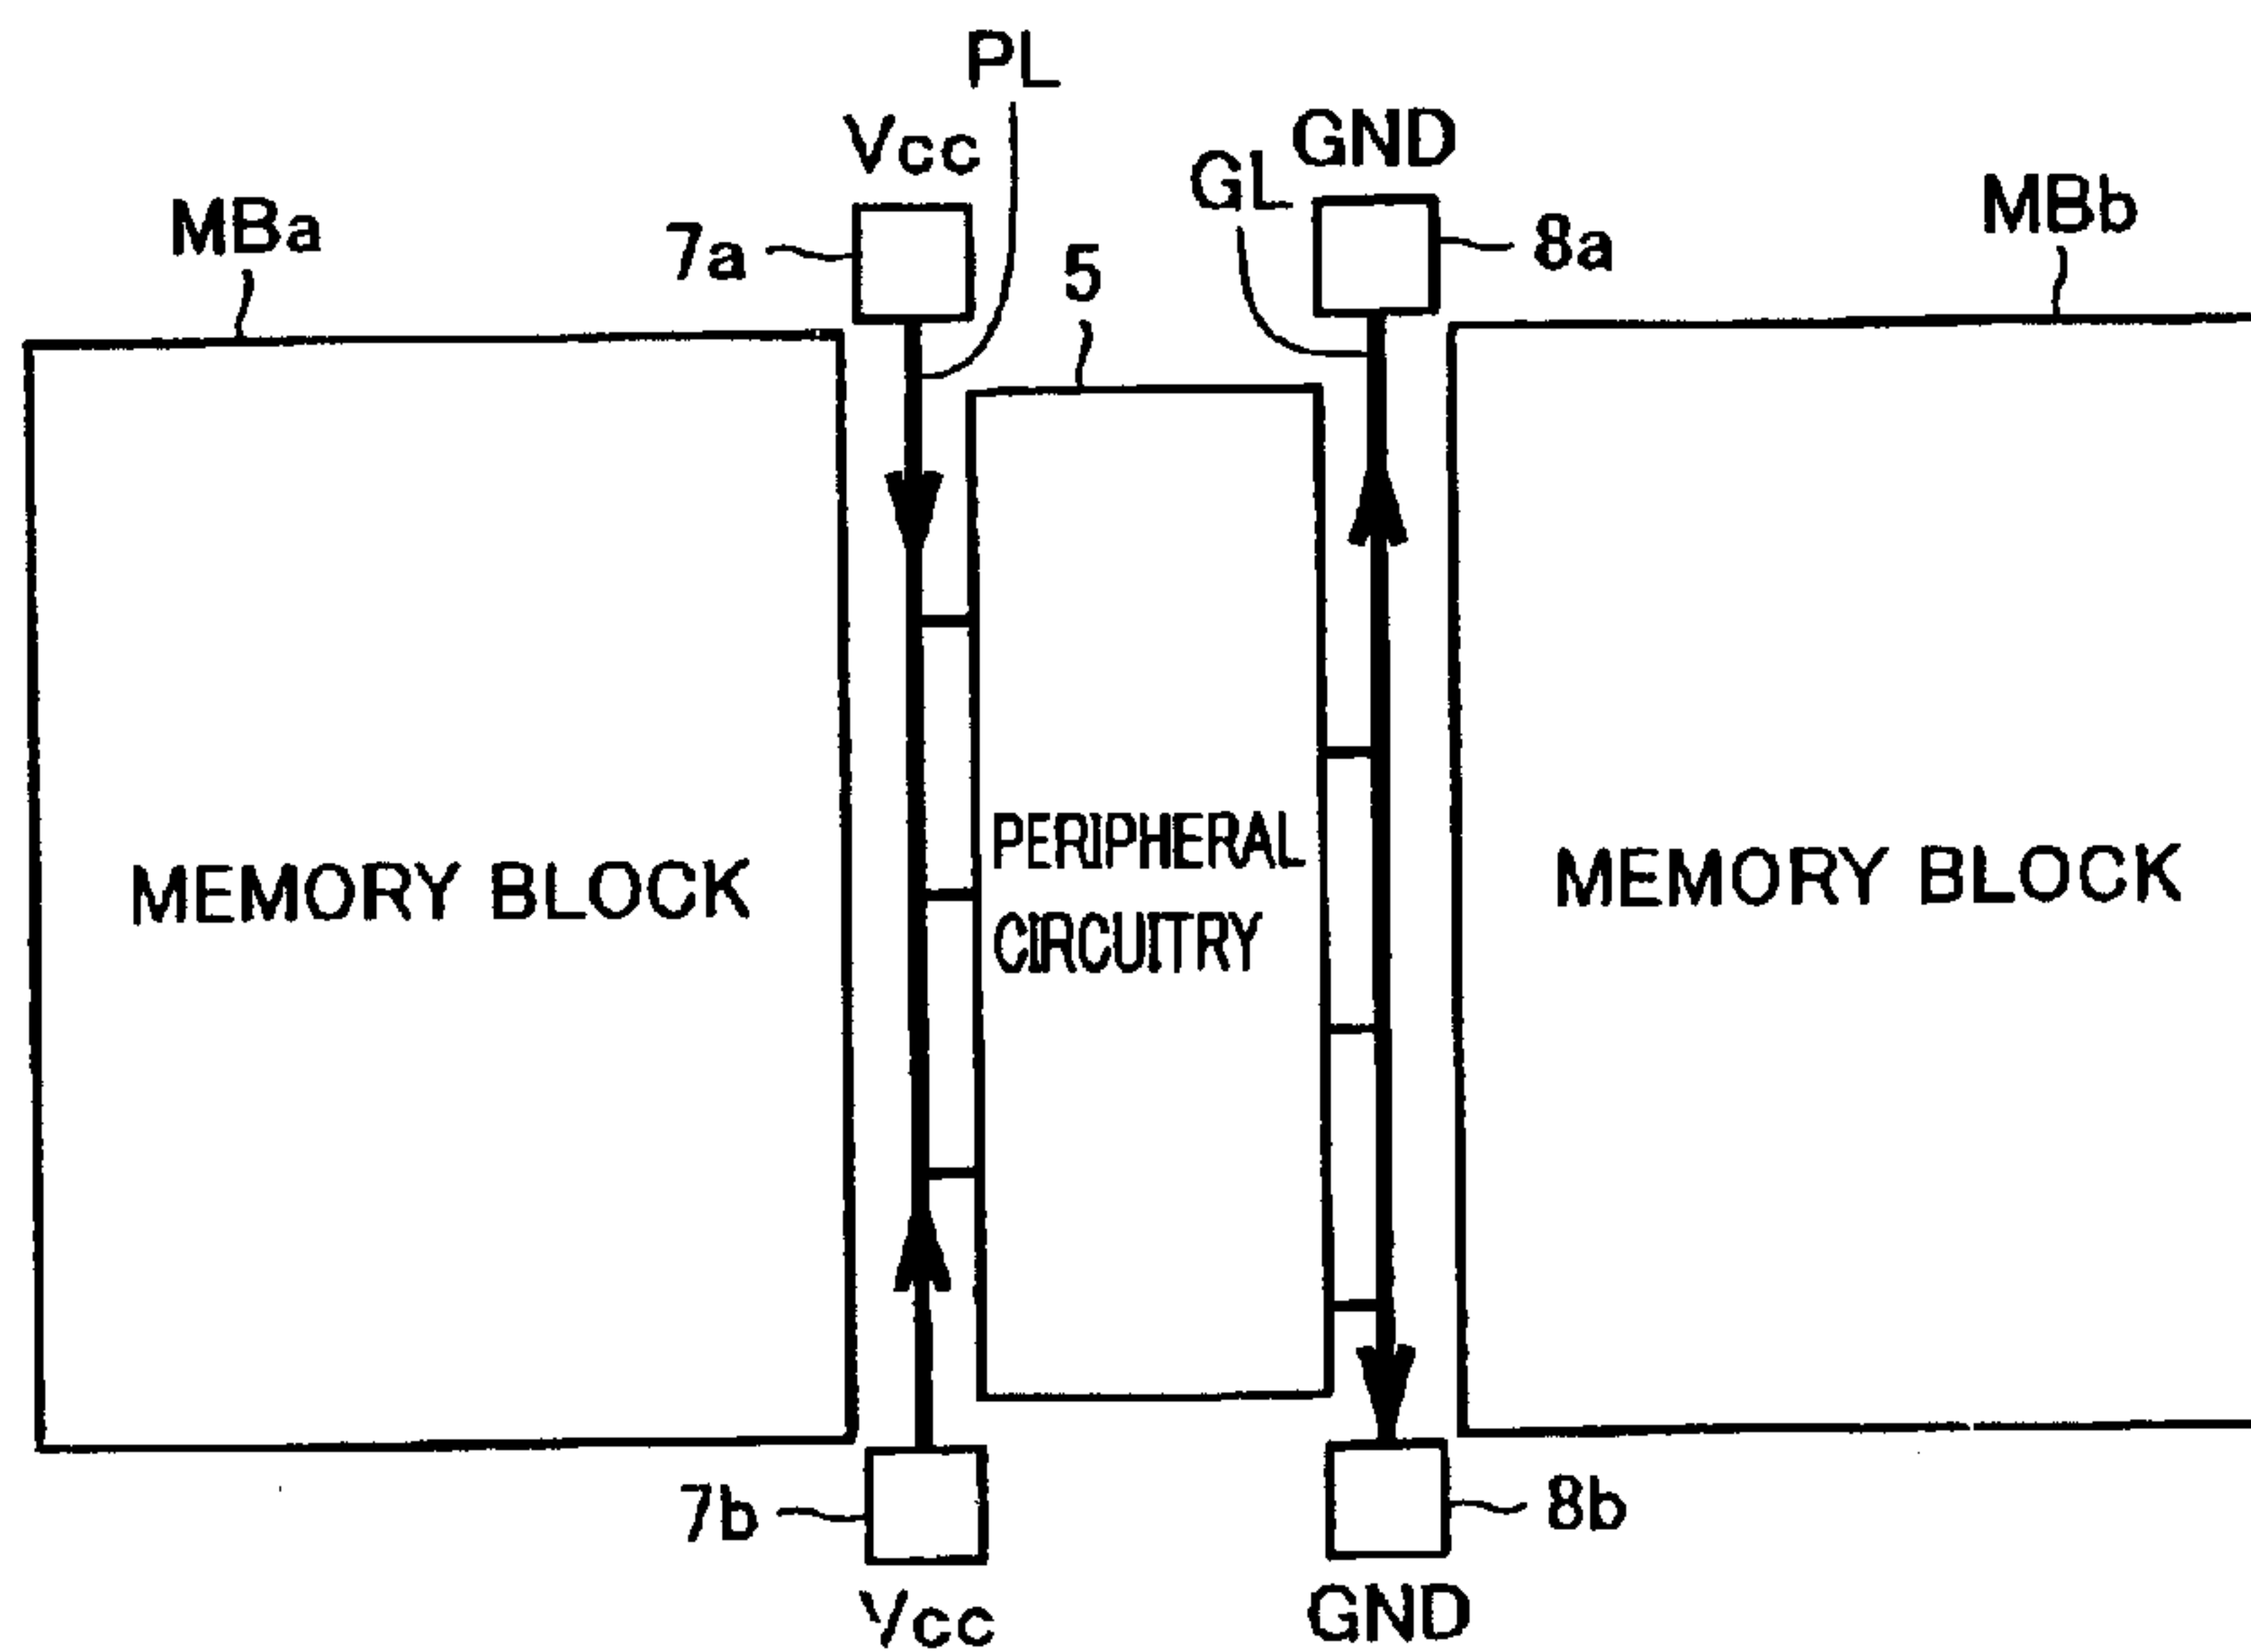 PL
Vcc
GND
GL
MBa
MBb
7a
5
8a
PERIPHERAL
CIRCUITRY
MEMORY BLOCK
MEMORY BLOCK
7b
8b
Vcc
GND